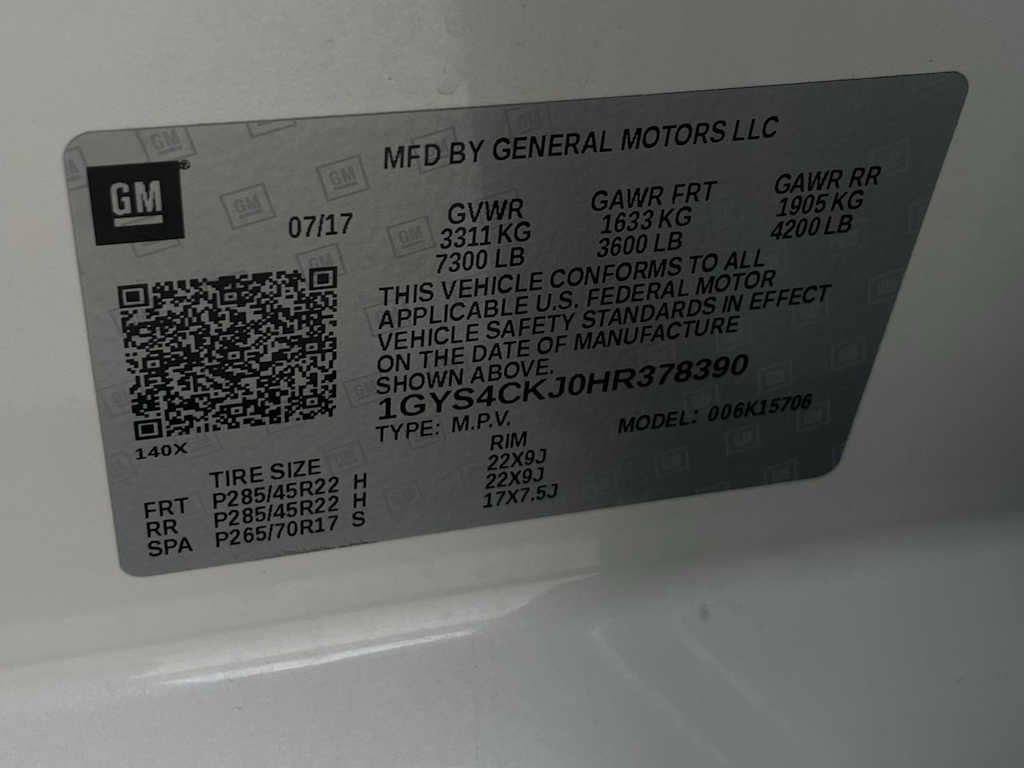 MFD BY GENERAL MOTORS LLC
GM
07/17
GVWR GAWR FRT GAWR RR
3311 KG 1633 KG 1905 KG
7300 LB 3600 LB 4200 LB
THIS VEHICLE CONFORMS TO ALL
APPLICABLE U.S. FEDERAL MOTOR
VEHICLE SAFETY STANDARDS IN EFFECT
ON THE DATE OF MANUFACTURE
SHOWN ABOVE.
1GYS4CKJ0HR378390
TYPE: M.P.V. MODEL: 006K15706
140X
TIRE SIZE RIM
FRT P285/45R22 H 22X9J
RR P285/45R22 H 22X9J
SPA P265/70R17 S 17X7.5J